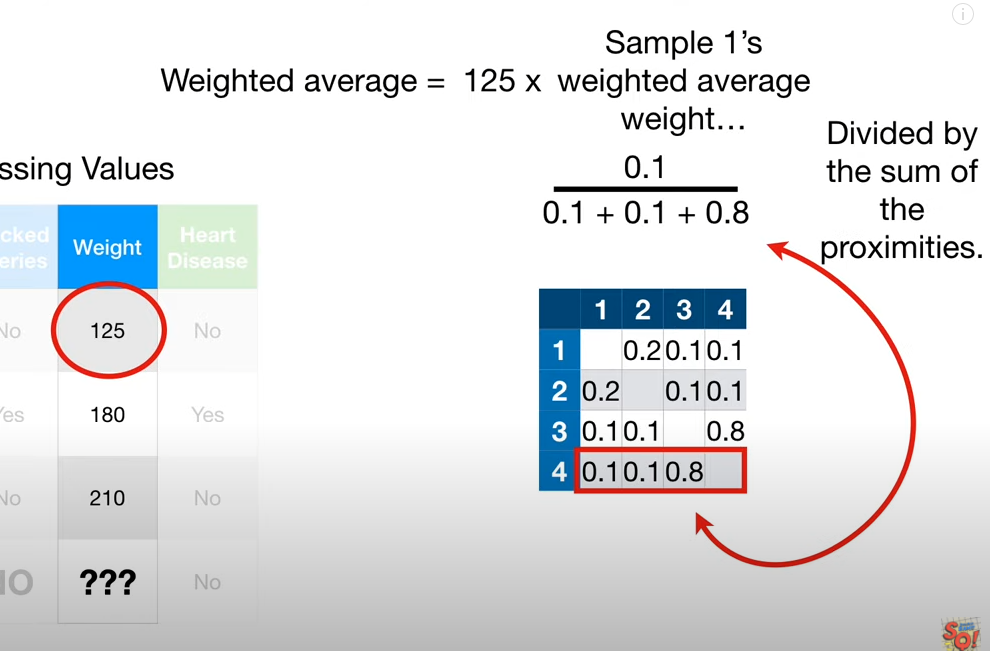 Sample 1’s
Weighted average = 125 x weighted average
weight…
0.1
0.1 + 0.1 + 0.8
Divided by
the sum of
the
proximities.
ssing Values
cked
eries
Weight
Heart
Disease
No 125 No
Yes 180 Yes
No 210 No
NO ??? No
1 2 3 4
1 0.2 0.1 0.1
2 0.2 0.1 0.1
3 0.1 0.1 0.8
4 0.1 0.1 0.8
SQ!